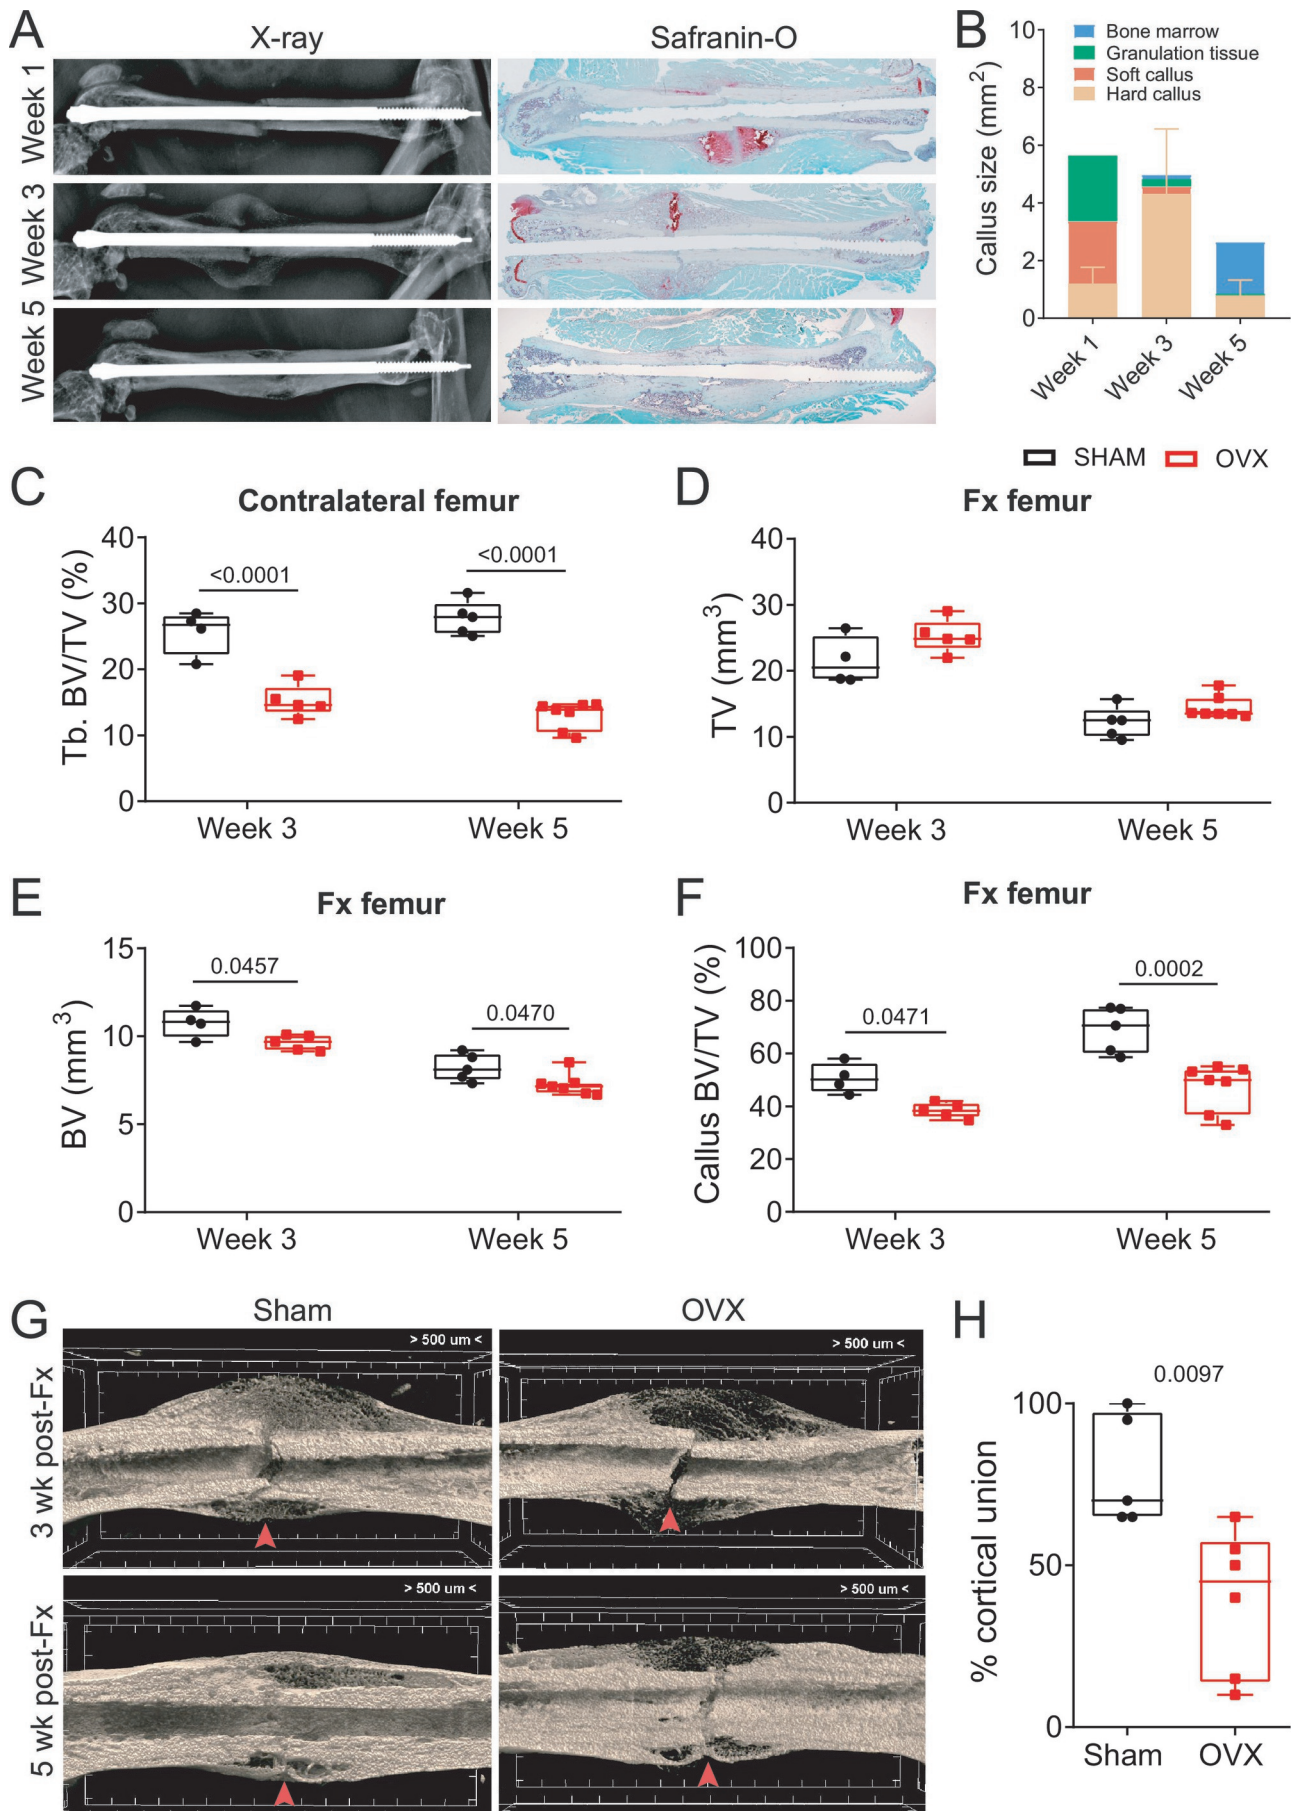 A
X-ray
Safranin-O
Week 1
Week 3
Week 5
B
Callus size (mm²)
10
8
6
4
2
0
Bone marrow
Granulation tissue
Soft callus
Hard callus
Week 1
Week 3
Week 5
SHAM
OVX
C
Contralateral femur
Tb. BV/TV (%)
40
30
20
10
0
<0.0001
<0.0001
Week 3
Week 5
D
Fx femur
TV (mm³)
40
30
20
10
0
Week 3
Week 5
E
Fx femur
BV (mm³)
15
10
5
0
0.0457
0.0470
Week 3
Week 5
F
Fx femur
Callus BV/TV (%)
100
80
60
40
20
0
0.0471
0.0002
Week 3
Week 5
G
Sham
OVX
3 wk post-Fx
> 500 um <
> 500 um <
5 wk post-Fx
> 500 um <
> 500 um <
H
% cortical union
0.0097
100
50
0
Sham
OVX